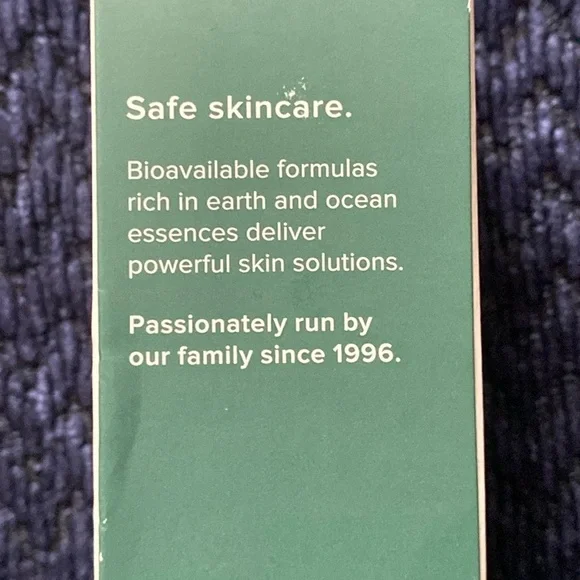 Safe skincare.
Bioavailable formulas
rich in earth and ocean
essences deliver
powerful skin solutions.
Passionately run by
our family since 1996.